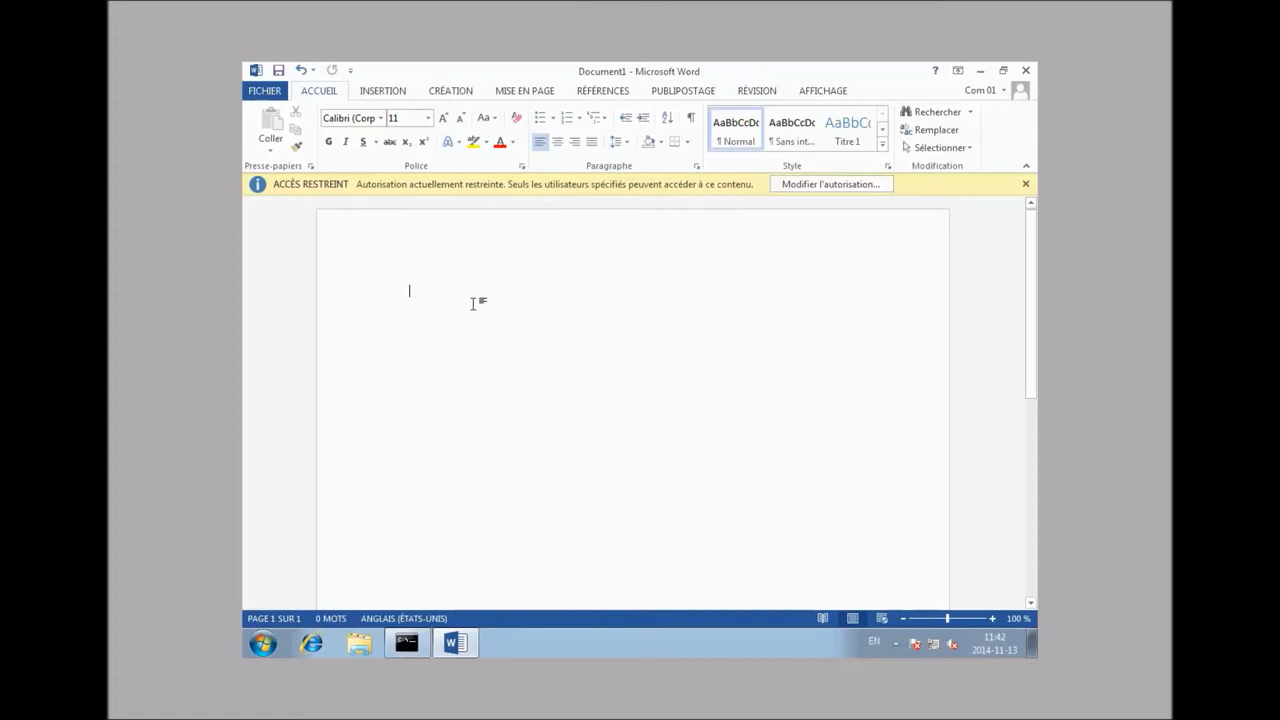 Document1 - Microsoft Word
?
FICHIER ACCUEIL INSERTION CRÉATION MISE EN PAGE RÉFÉRENCES PUBLIPOSTAGE RÉVISION AFFICHAGE Com 01
Coller
Calibri (Corp 11 Aa
G I S abc x₂ x² A A
AaBbCcDc AaBbCcDc AaBbC
¶ Normal ¶ Sans int... Titre 1
Rechercher
Remplacer
Sélectionner
Presse-papiers Police Paragraphe Style Modification
ACCÈS RESTREINT Autorisation actuellement restreinte. Seuls les utilisateurs spécifiés peuvent accéder à ce contenu. Modifier l'autorisation...
PAGE 1 SUR 1 0 MOTS ANGLAIS (ÉTATS-UNIS) 100 %
EN 11:42
2014-11-13